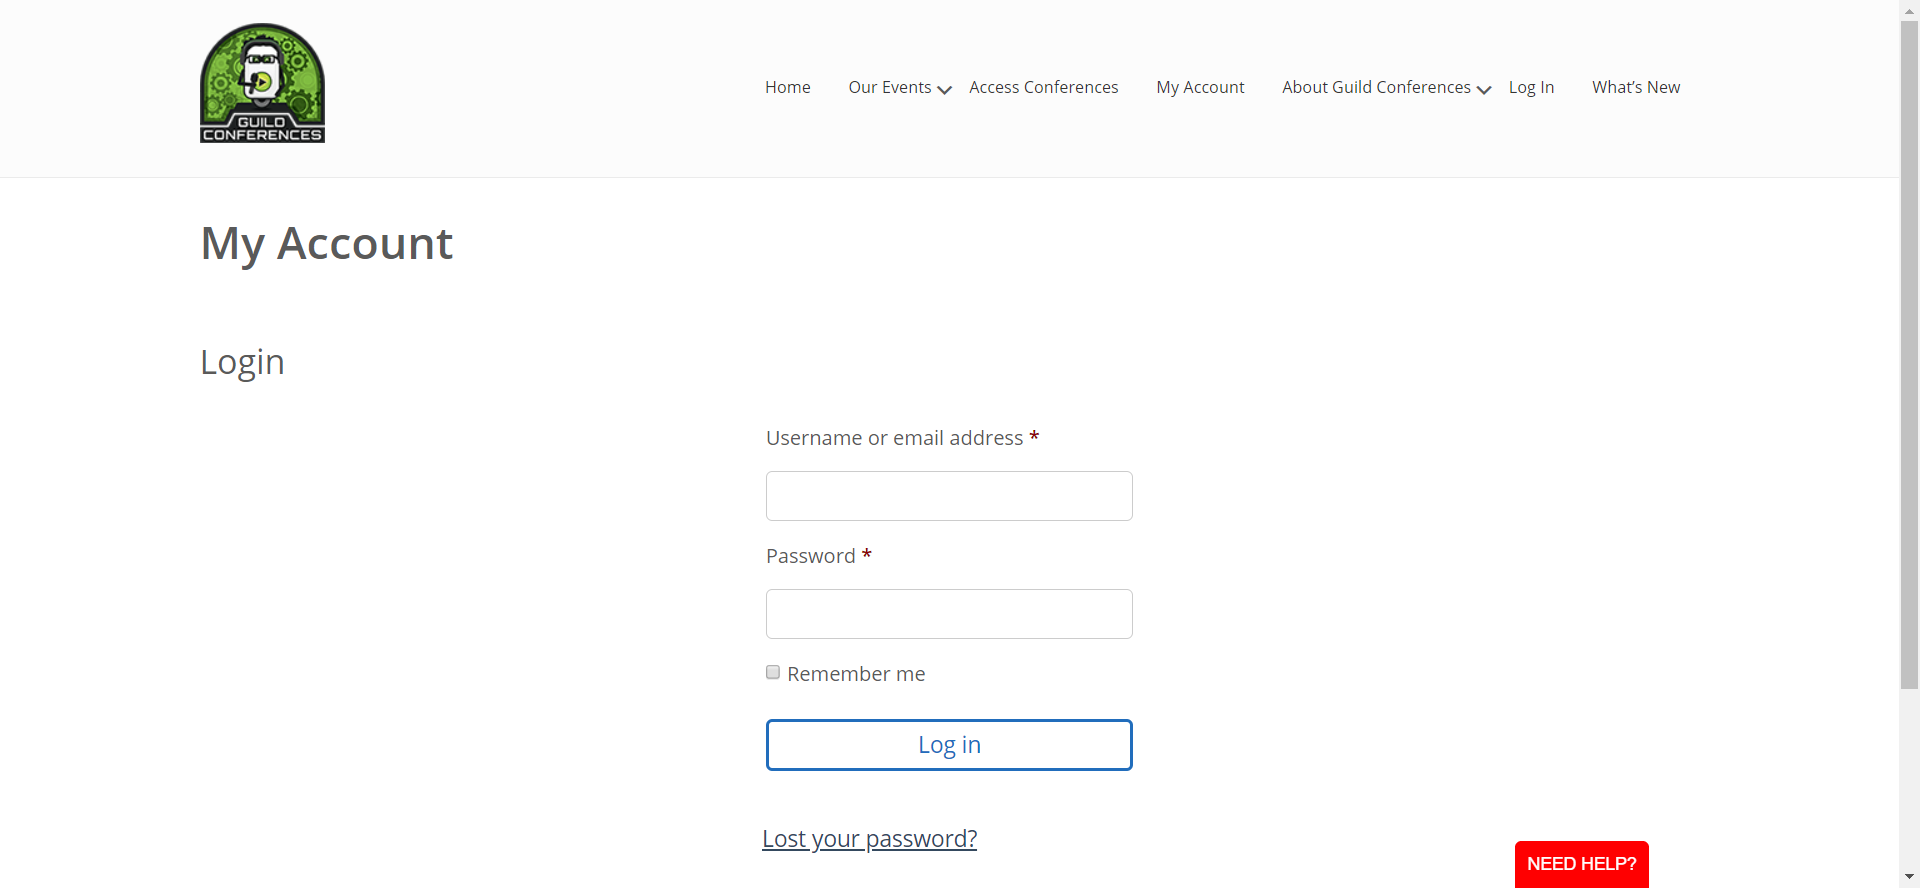 GUILD
CONFERENCES
Home Our Events Access Conferences My Account About Guild Conferences Log In What’s New
My Account
Login
Username or email address *
Password *
Remember me
Log in
Lost your password?
NEED HELP?